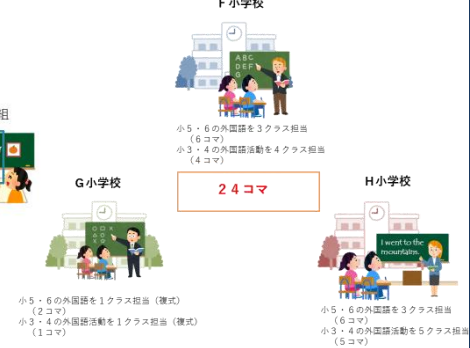 F小学校
A B C
D E F
G
小5・6の外国語を3クラス担当
(6コマ)
小3・4の外国語活動を4クラス担当
(4コマ)
組
24コマ
G小学校
H小学校
I went to the
mountains.
小5・6の外国語を1クラス担当（複式）
(2コマ)
小3・4の外国語活動を1クラス担当（複式）
(1コマ)
小5・6の外国語を3クラス担当
(6コマ)
小3・4の外国語活動を5クラス担当
(5コマ)